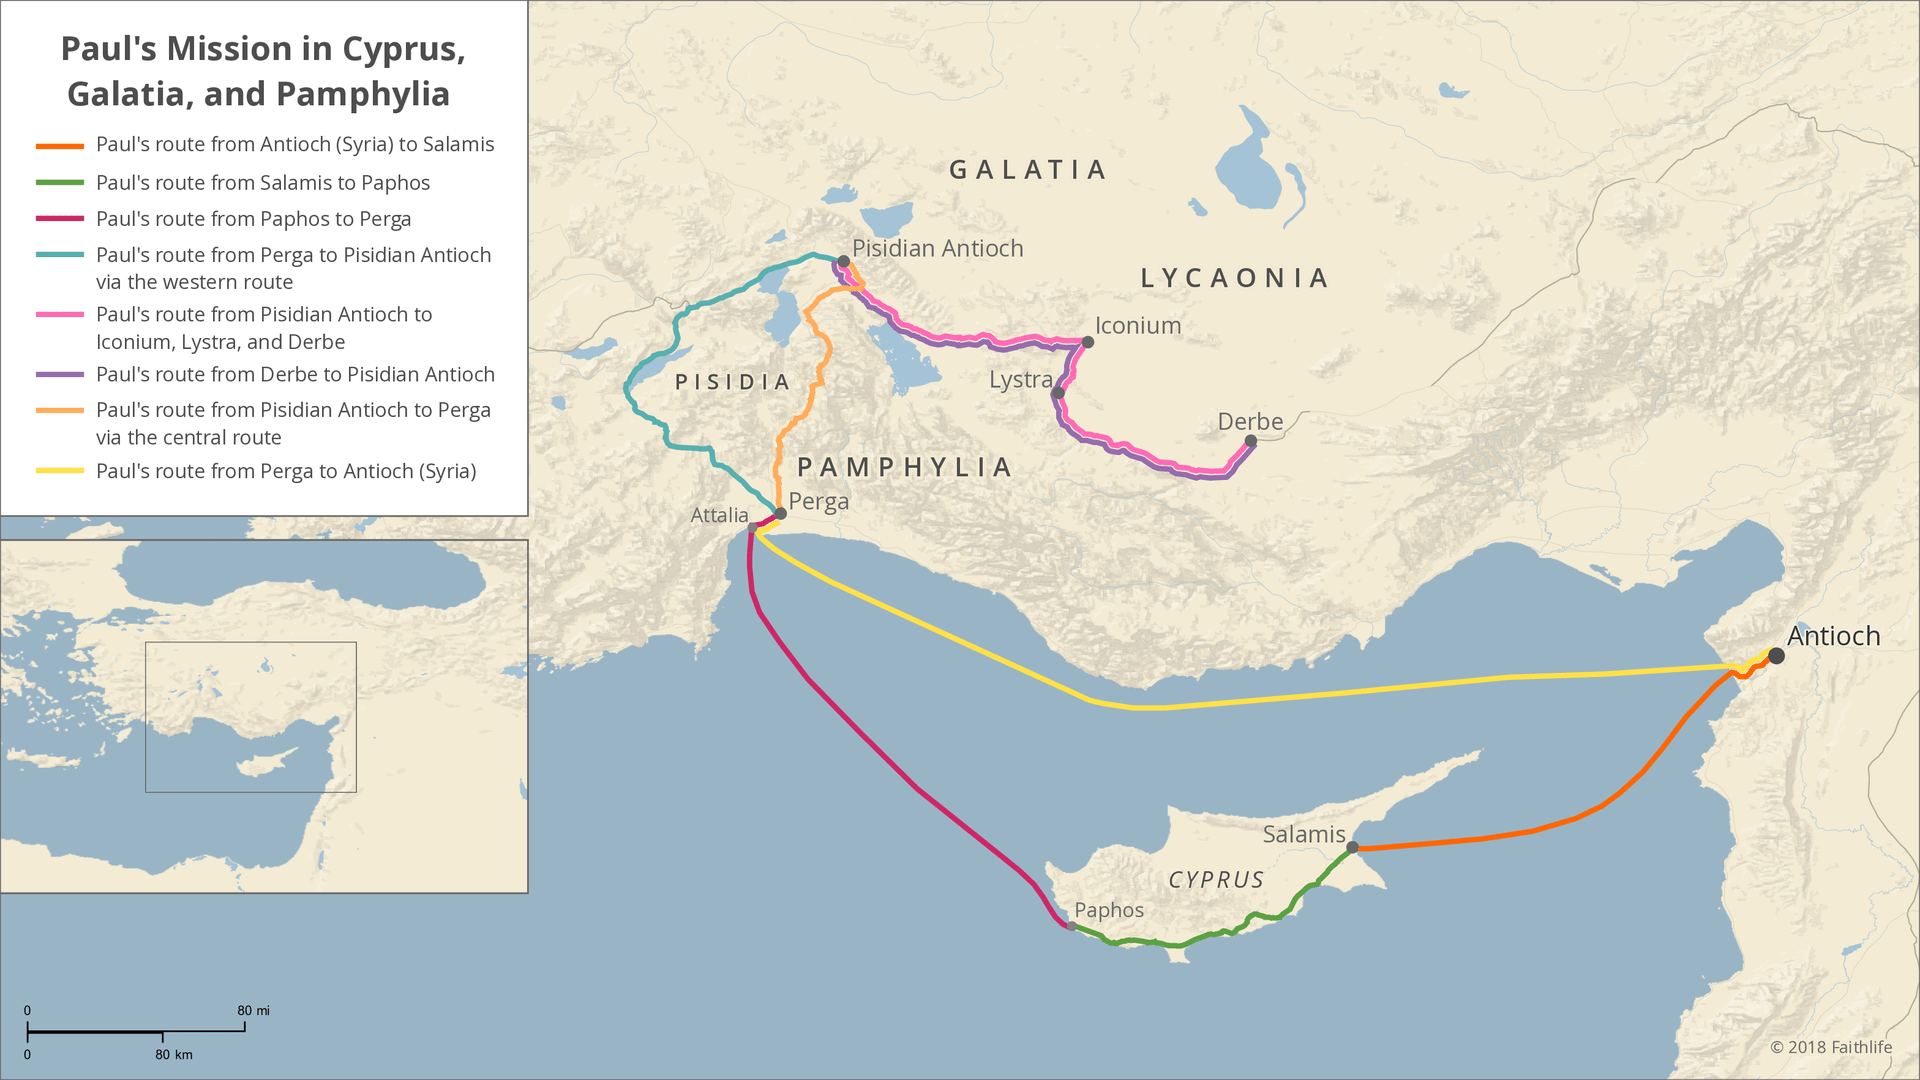 Paul's Mission in Cyprus,
Galatia, and Pamphylia
Paul's route from Antioch (Syria) to Salamis
Paul's route from Salamis to Paphos
Paul's route from Paphos to Perga
Paul's route from Perga to Pisidian Antioch
via the western route
Paul's route from Pisidian Antioch to
Iconium, Lystra, and Derbe
Paul's route from Derbe to Pisidian Antioch
Paul's route from Pisidian Antioch to Perga
via the central route
Paul's route from Perga to Antioch (Syria)
GALATIA
Pisidian Antioch
LYCAONIA
Iconium
PISIDIA
Lystra
Derbe
PAMPHYLIA
Perga
Attalia
Antioch
Salamis
CYPRUS
Paphos
0 80 mi
0 80 km
© 2018 Faithlife